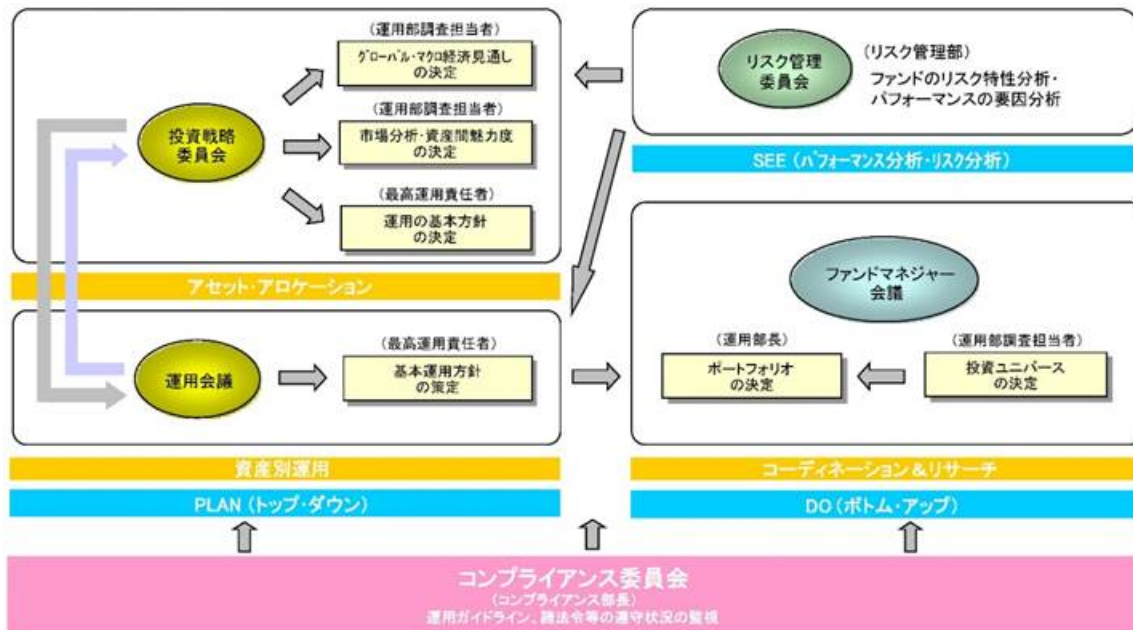 (運用部調査担当者)
グローバル・マクロ経済見通し
の決定
投資戦略
委員会
(運用部調査担当者)
市場分析・資産間魅力度
の決定
(最高運用責任者)
運用の基本方針
の決定
アセット・アロケーション
運用会議
(最高運用責任者)
基本運用方針
の策定
資産別運用
PLAN(トップ・ダウン)
リスク管理
委員会
(リスク管理部)
ファンドのリスク特性分析・
パフォーマンスの要因分析
SEE(パフォーマンス分析・リスク分析)
ファンドマネジャー
会議
(運用部長)
ポートフォリオ
の決定
(運用部調査担当者)
投資ユニバース
の決定
コーディネーション&リサーチ
DO(ボトム・アップ)
コンプライアンス委員会
(コンプライアンス部長)
運用ガイドライン、諸法令等の遵守状況の監視